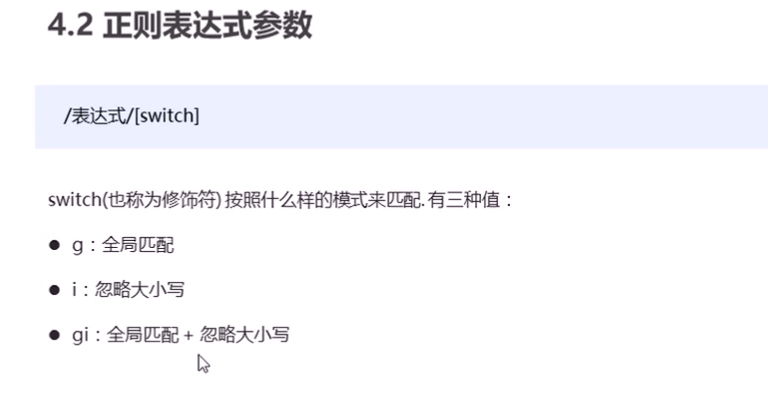 4.2 正则表达式参数
/表达式/[switch]
switch(也称为修饰符) 按照什么样的模式来匹配. 有三种值：
● g：全局匹配
● i：忽略大小写
● gi：全局匹配 + 忽略大小写